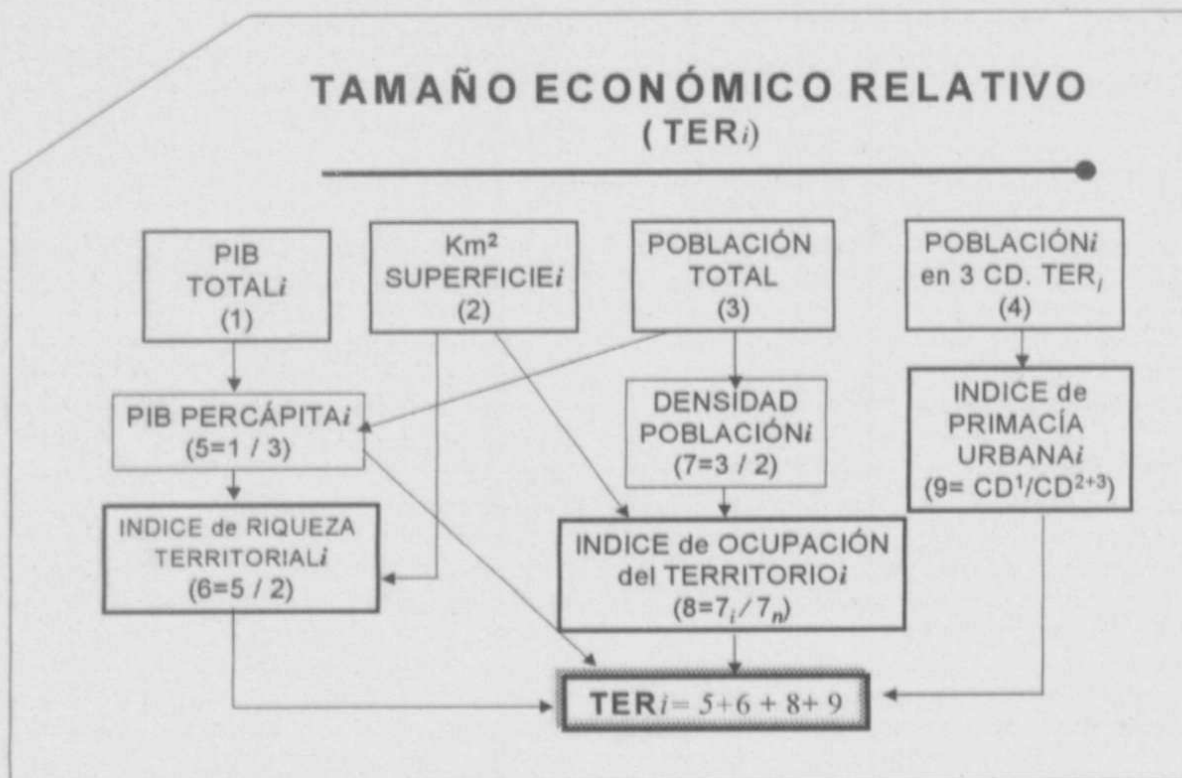 TAMAÑO ECONÓMICO RELATIVO
(TERi)
PIB
TOTALi
(1)
Km²
SUPERFICIEi
(2)
POBLACIÓN
TOTAL
(3)
POBLACIÓNi
en 3 CD. TERi
(4)
PIB PERCÁPITAi
(5=1 / 3)
DENSIDAD
POBLACIÓNi
(7=3 / 2)
INDICE de
PRIMACÍA
URBANAi
(9= CD¹/CD²⁺³)
INDICE de RIQUEZA
TERRITORIALi
(6=5 / 2)
INDICE de OCUPACIÓN
del TERRITORIOi
(8=7i / 7n)
TERi= 5+6 + 8+ 9